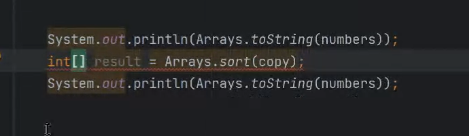 System.out.println(Arrays.toString(numbers));
int[] result = Arrays.sort(copy);
System.out.println(Arrays.toString(numbers));